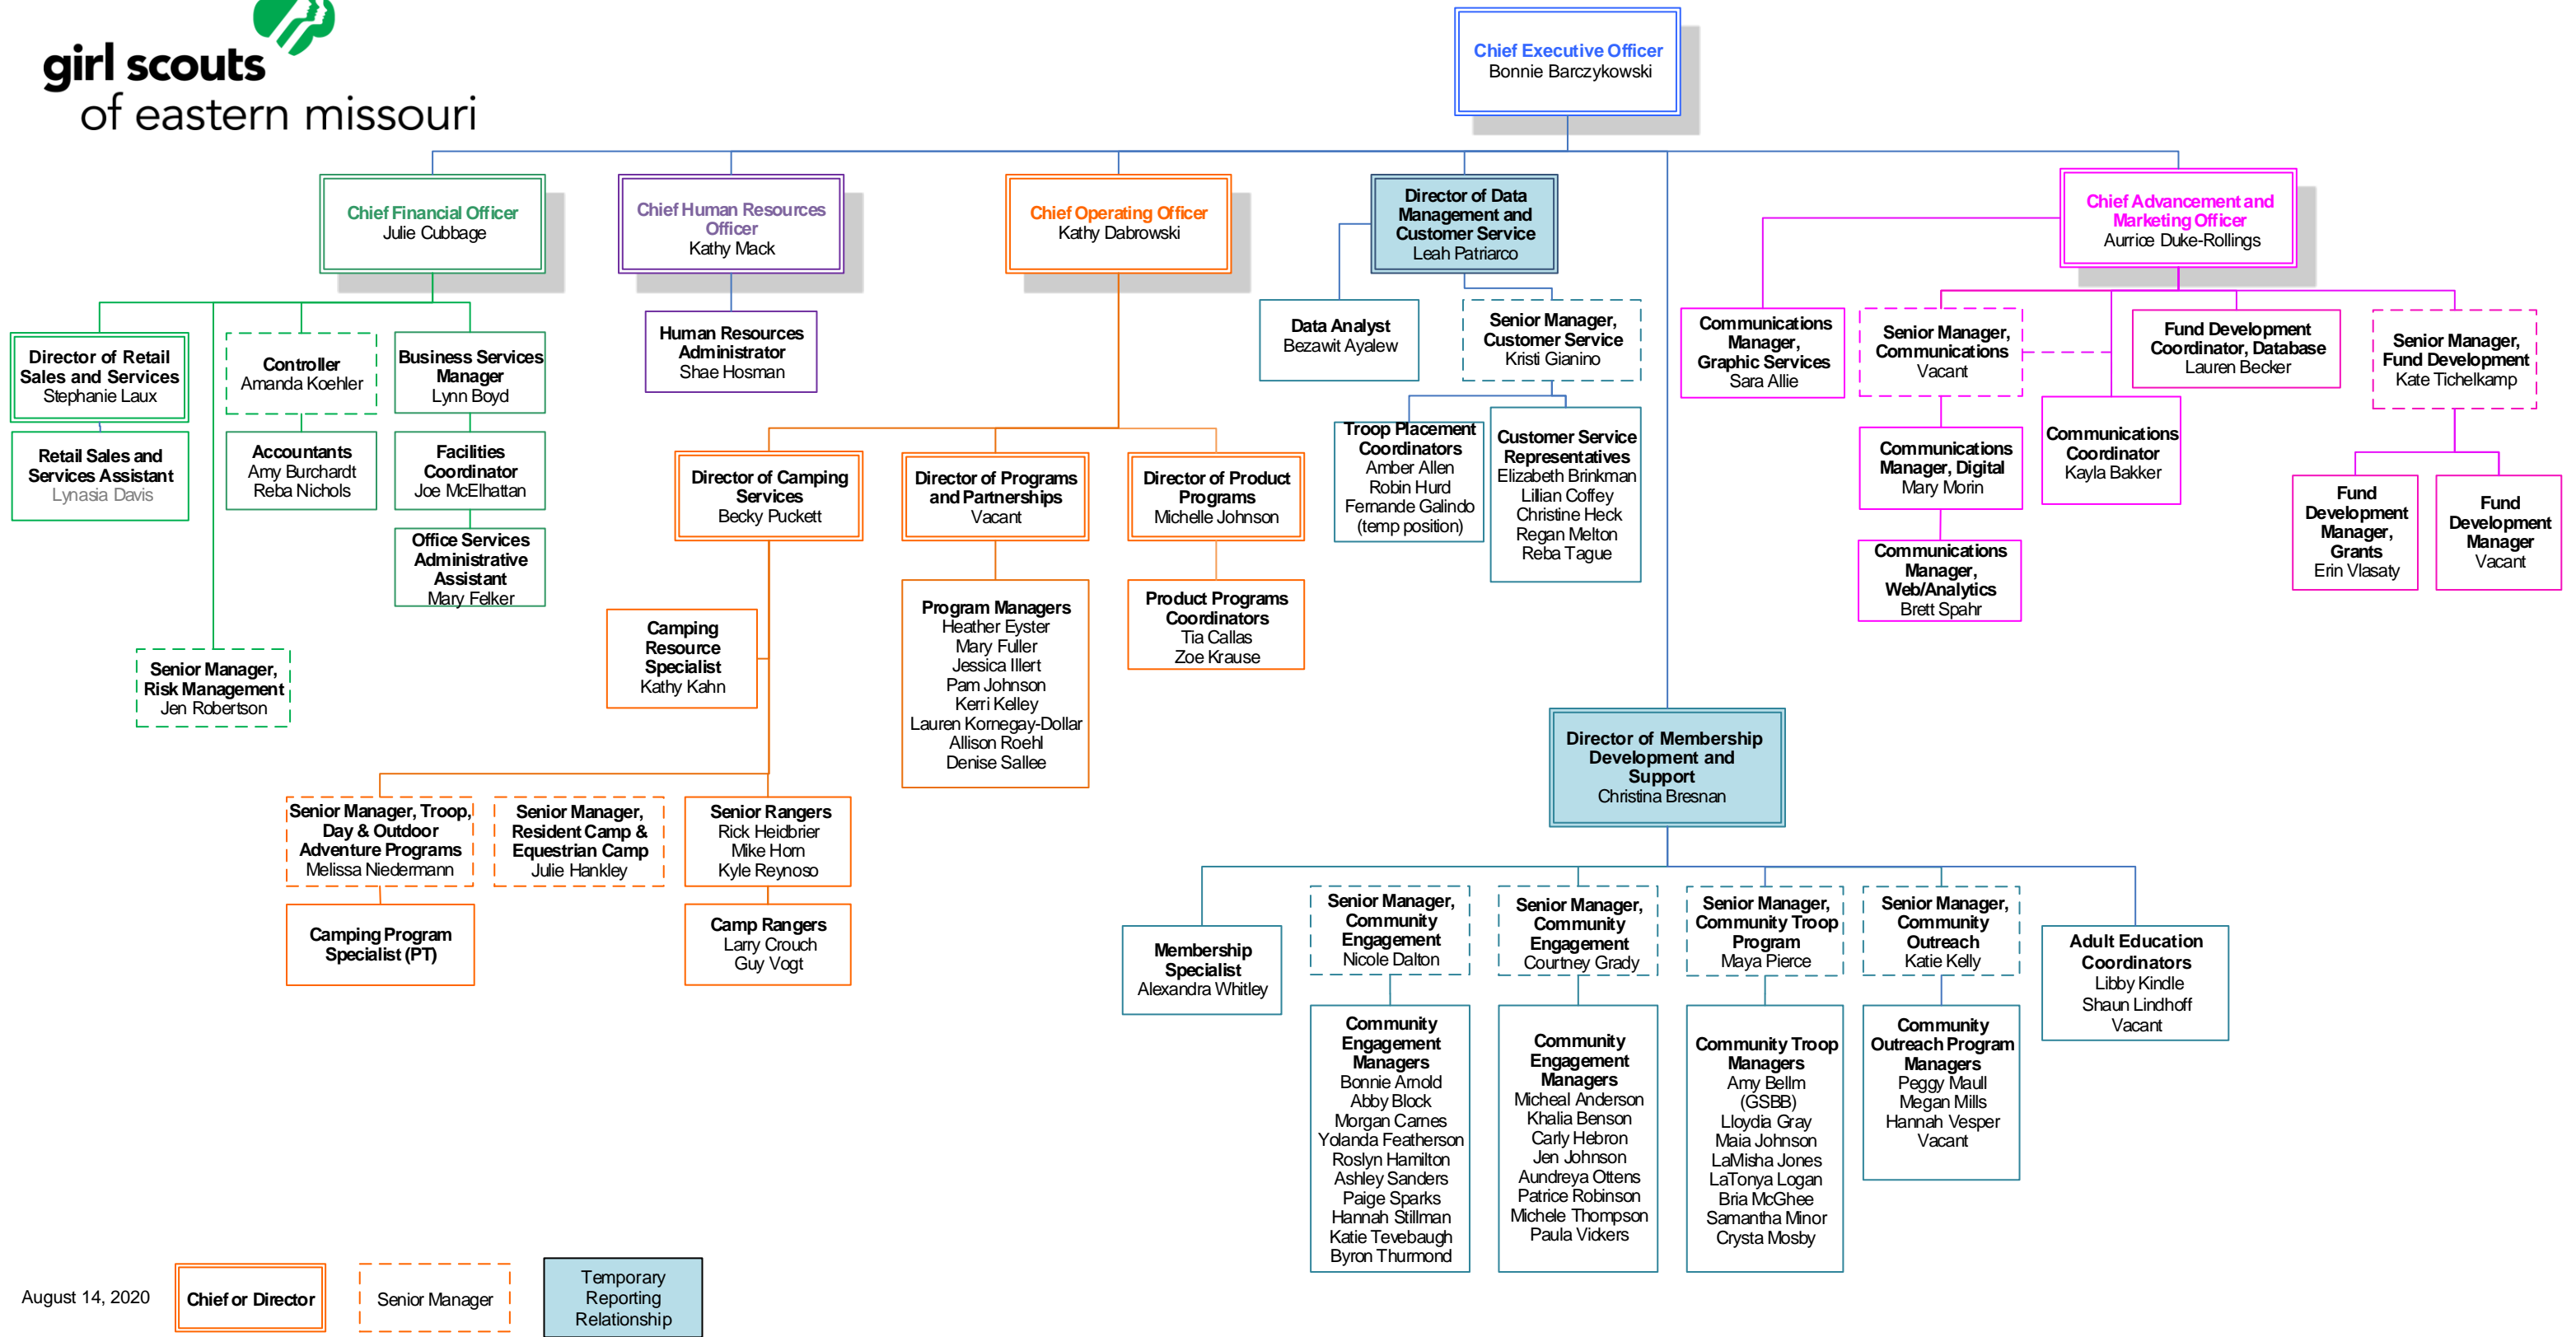 girl scouts
of eastern missouri
Chief Executive Officer
Bonnie Barczykowski
Chief Financial Officer
Julie Cubbage
Chief Human Resources
Officer
Kathy Mack
Chief Operating Officer
Kathy Dabrowski
Director of Data
Management and
Customer Service
Leah Patriarco
Chief Advancement and
Marketing Officer
Aurrice Duke-Rollings
Director of Retail
Sales and Services
Stephanie Laux
Controller
Amanda Koehler
Business Services
Manager
Lynn Boyd
Human Resources
Administrator
Shae Hosman
Data Analyst
Bezawit Ayalew
Senior Manager,
Customer Service
Kristi Gianino
Communications
Manager,
Graphic Services
Sara Allie
Senior Manager,
Communications
Vacant
Fund Development
Coordinator, Database
Lauren Becker
Senior Manager,
Fund Development
Kate Tichelkamp
Retail Sales and
Services Assistant
Lynasia Davis
Accountants
Amy Burchardt
Reba Nichols
Facilities
Coordinator
Joe McElhattan
Office Services
Administrative
Assistant
Mary Felker
Senior Manager,
Risk Management
Jen Robertson
Director of Camping
Services
Becky Puckett
Director of Programs
and Partnerships
Vacant
Director of Product
Programs
Michelle Johnson
Troop Placement
Coordinators
Amber Allen
Robin Hurd
Fernande Galindo
(temp position)
Customer Service
Representatives
Elizabeth Brinkman
Lillian Coffey
Christine Heck
Regan Melton
Reba Tague
Communications
Manager, Digital
Mary Morin
Communications
Coordinator
Kayla Bakker
Communications
Manager,
Web/Analytics
Brett Spahr
Fund
Development
Manager,
Grants
Erin Vlasaty
Fund
Development
Manager
Vacant
Camping
Resource
Specialist
Kathy Kahn
Program Managers
Heather Eyster
Mary Fuller
Jessica Illert
Pam Johnson
Kerri Kelley
Lauren Kornegay-Dollar
Allison Roehl
Denise Sallee
Product Programs
Coordinators
Tia Callas
Zoe Krause
Director of Membership
Development and
Support
Christina Bresnan
Senior Manager, Troop,
Day & Outdoor
Adventure Programs
Melissa Niedermann
Senior Manager,
Resident Camp &
Equestrian Camp
Julie Hankley
Senior Rangers
Rick Heidbrier
Mike Horn
Kyle Reynoso
Camping Program
Specialist (PT)
Camp Rangers
Larry Crouch
Guy Vogt
Membership
Specialist
Alexandra Whitley
Senior Manager,
Community
Engagement
Nicole Dalton
Senior Manager,
Community
Engagement
Courtney Grady
Senior Manager,
Community Troop
Program
Maya Pierce
Senior Manager,
Community
Outreach
Katie Kelly
Adult Education
Coordinators
Libby Kindle
Shaun Lindhoff
Vacant
Community
Engagement
Managers
Bonnie Arnold
Abby Block
Morgan Carnes
Yolanda Featherson
Roslyn Hamilton
Ashley Sanders
Paige Sparks
Hannah Stillman
Katie Tevebaugh
Byron Thurmond
Community
Engagement
Managers
Micheal Anderson
Khalia Benson
Carly Hebron
Jen Johnson
Aundreya Ottens
Patrice Robinson
Michele Thompson
Paula Vickers
Community Troop
Managers
Amy Bellm
(GSBB)
Lloydia Gray
Maia Johnson
LaMisha Jones
LaTonya Logan
Bria McGhee
Samantha Minor
Crysta Mosby
Community
Outreach Program
Managers
Peggy Maull
Megan Mills
Hannah Vesper
Vacant
August 14, 2020
Chief or Director
Senior Manager
Temporary
Reporting
Relationship